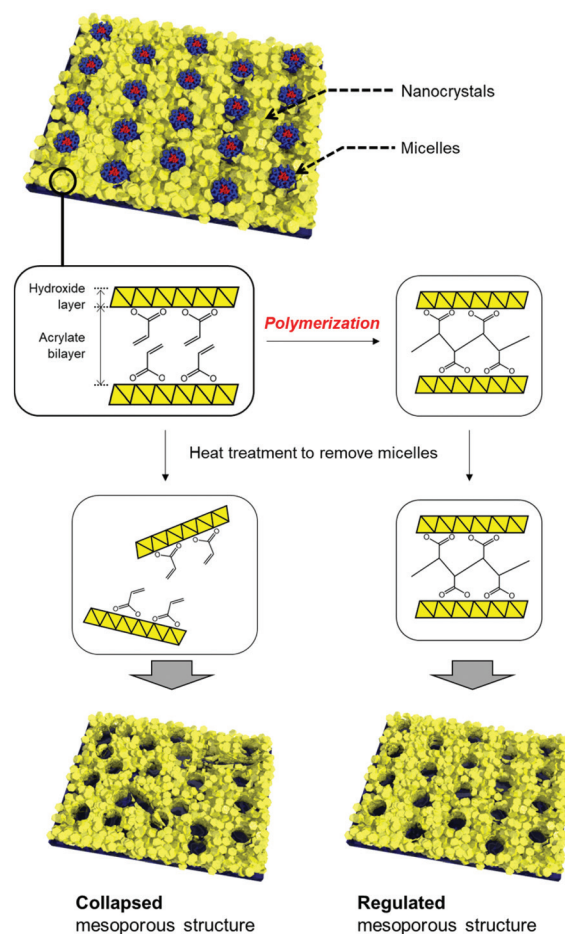 Nanocrystals
Micelles
Hydroxide
layer
Acrylate
bilayer
Polymerization
O O O O
O O O O
O O O O
O O O O
Heat treatment to remove micelles
O O O O
O O O O
O O O O
O O O O
Collapsed
mesoporous structure
Regulated
mesoporous structure